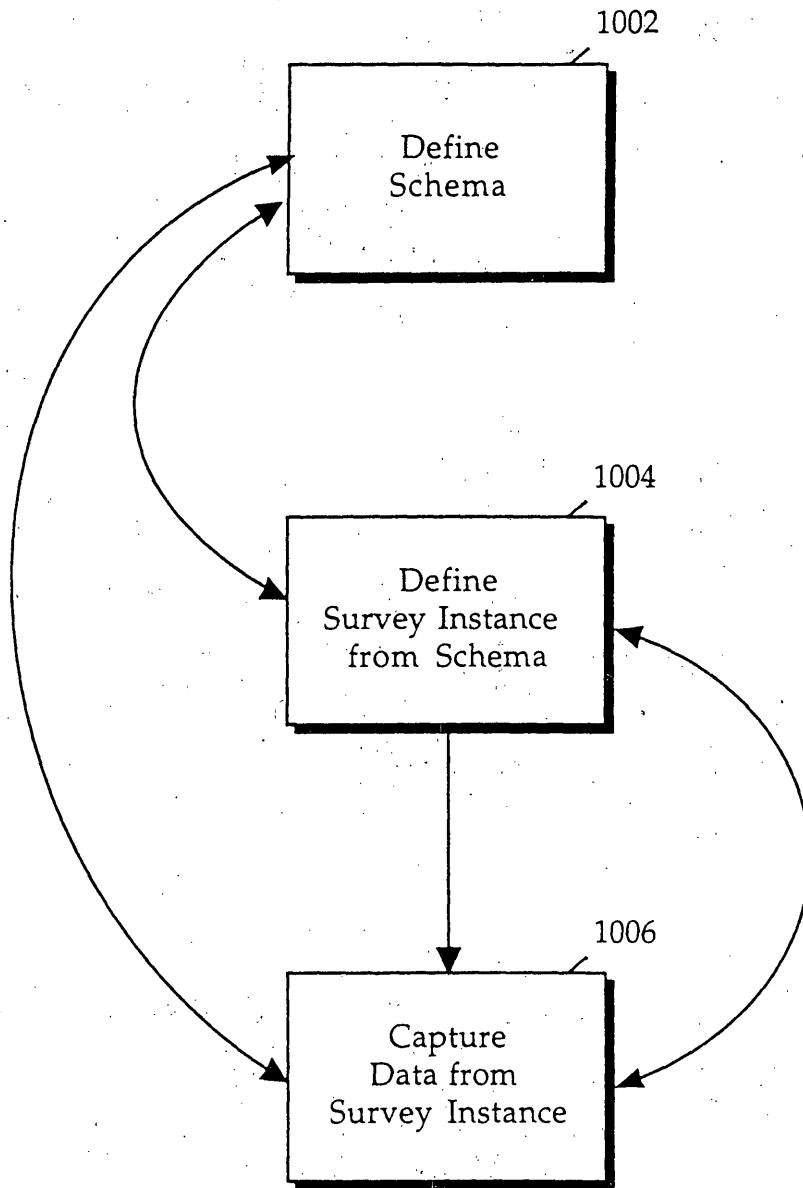 1002
Define
Schema
1004
Define
Survey Instance
from Schema
1006
Capture
Data from
Survey Instance